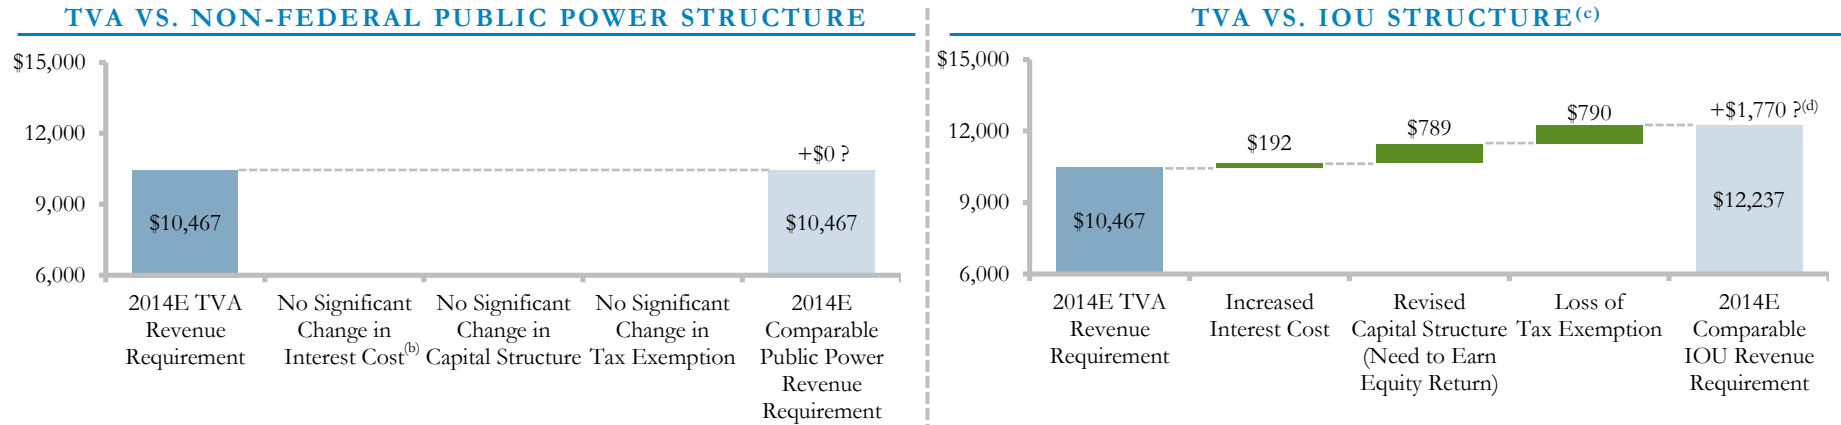 TVA VS. NON-FEDERAL PUBLIC POWER STRUCTURE
$15,000
12,000
9,000
6,000
+$0 ?
$10,467
$10,467
2014E TVA
Revenue
Requirement
No Significant
Change in
Interest Cost(b)
No Significant
Change in
Capital Structure
No Significant
Change in
Tax Exemption
2014E
Comparable
Public Power
Revenue
Requirement
TVA VS. IOU STRUCTURE(c)
$15,000
12,000
9,000
6,000
$10,467
$192
$789
$790
+$1,770 ?(d)
$12,237
2014E TVA
Revenue
Requirement
Increased
Interest Cost
Revised
Capital Structure
(Need to Earn
Equity Return)
Loss of
Tax Exemption
2014E
Comparable
IOU Revenue
Requirement